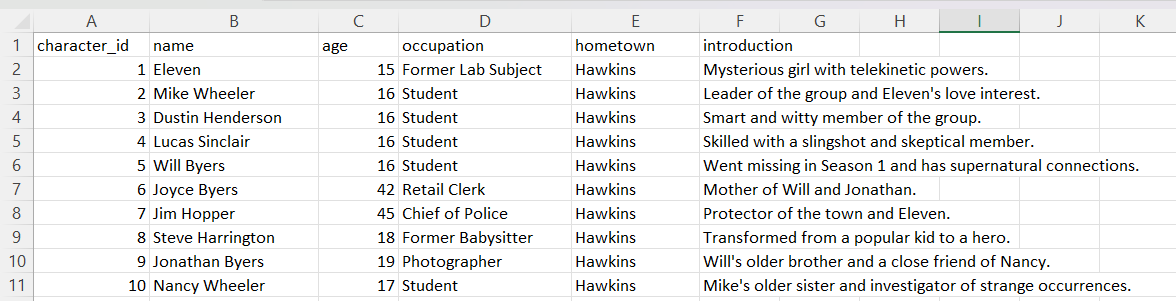 A B C D E F G H I J K
1 character_id name age occupation hometown introduction
2 1 Eleven 15 Former Lab Subject Hawkins Mysterious girl with telekinetic powers.
3 2 Mike Wheeler 16 Student Hawkins Leader of the group and Eleven's love interest.
4 3 Dustin Henderson 16 Student Hawkins Smart and witty member of the group.
5 4 Lucas Sinclair 16 Student Hawkins Skilled with a slingshot and skeptical member.
6 5 Will Byers 16 Student Hawkins Went missing in Season 1 and has supernatural connections.
7 6 Joyce Byers 42 Retail Clerk Hawkins Mother of Will and Jonathan.
8 7 Jim Hopper 45 Chief of Police Hawkins Protector of the town and Eleven.
9 8 Steve Harrington 18 Former Babysitter Hawkins Transformed from a popular kid to a hero.
10 9 Jonathan Byers 19 Photographer Hawkins Will's older brother and a close friend of Nancy.
11 10 Nancy Wheeler 17 Student Hawkins Mike's older sister and investigator of strange occurrences.